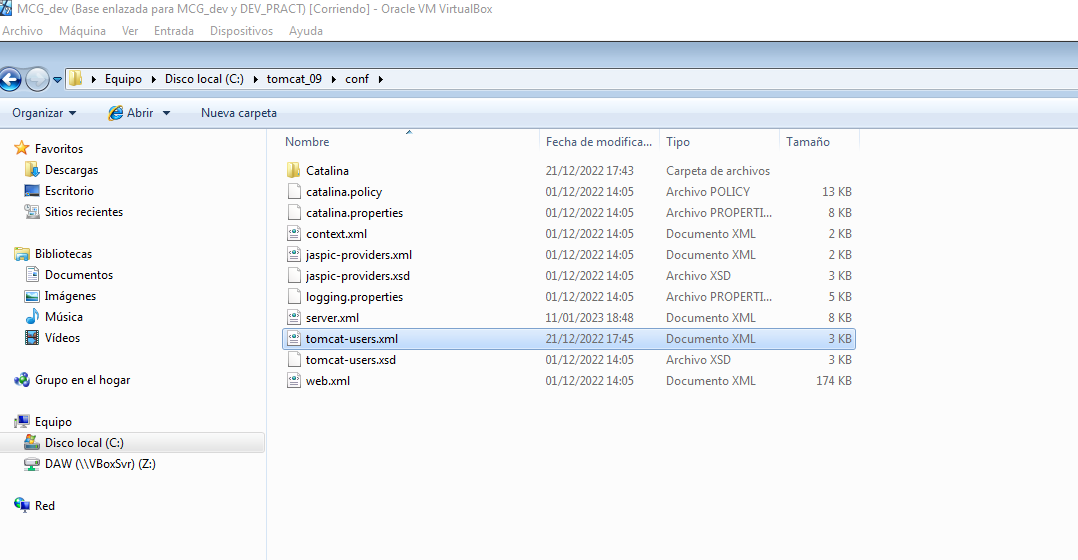 MCG_dev (Base enlazada para MCG_dev y DEV_PRACT) [Corriendo] - Oracle VM VirtualBox
Archivo Máquina Ver Entrada Dispositivos Ayuda
Equipo Disco local (C:) tomcat_09 conf
Organizar Abrir Nueva carpeta
Favoritos
Descargas
Escritorio
Sitios recientes
Bibliotecas
Documentos
Imágenes
Música
Vídeos
Grupo en el hogar
Equipo
Disco local (C:)
DAW (\\VBoxSvr) (Z:)
Red
Nombre Fecha de modifica... Tipo Tamaño
Catalina 21/12/2022 17:43 Carpeta de archivos
catalina.policy 01/12/2022 14:05 Archivo POLICY 13 KB
catalina.properties 01/12/2022 14:05 Archivo PROPERTI... 8 KB
context.xml 01/12/2022 14:05 Documento XML 2 KB
jaspic-providers.xml 01/12/2022 14:05 Documento XML 2 KB
jaspic-providers.xsd 01/12/2022 14:05 Archivo XSD 3 KB
logging.properties 01/12/2022 14:05 Archivo PROPERTI... 5 KB
server.xml 11/01/2023 18:48 Documento XML 8 KB
tomcat-users.xml 21/12/2022 17:45 Documento XML 3 KB
tomcat-users.xsd 01/12/2022 14:05 Archivo XSD 3 KB
web.xml 01/12/2022 14:05 Documento XML 174 KB